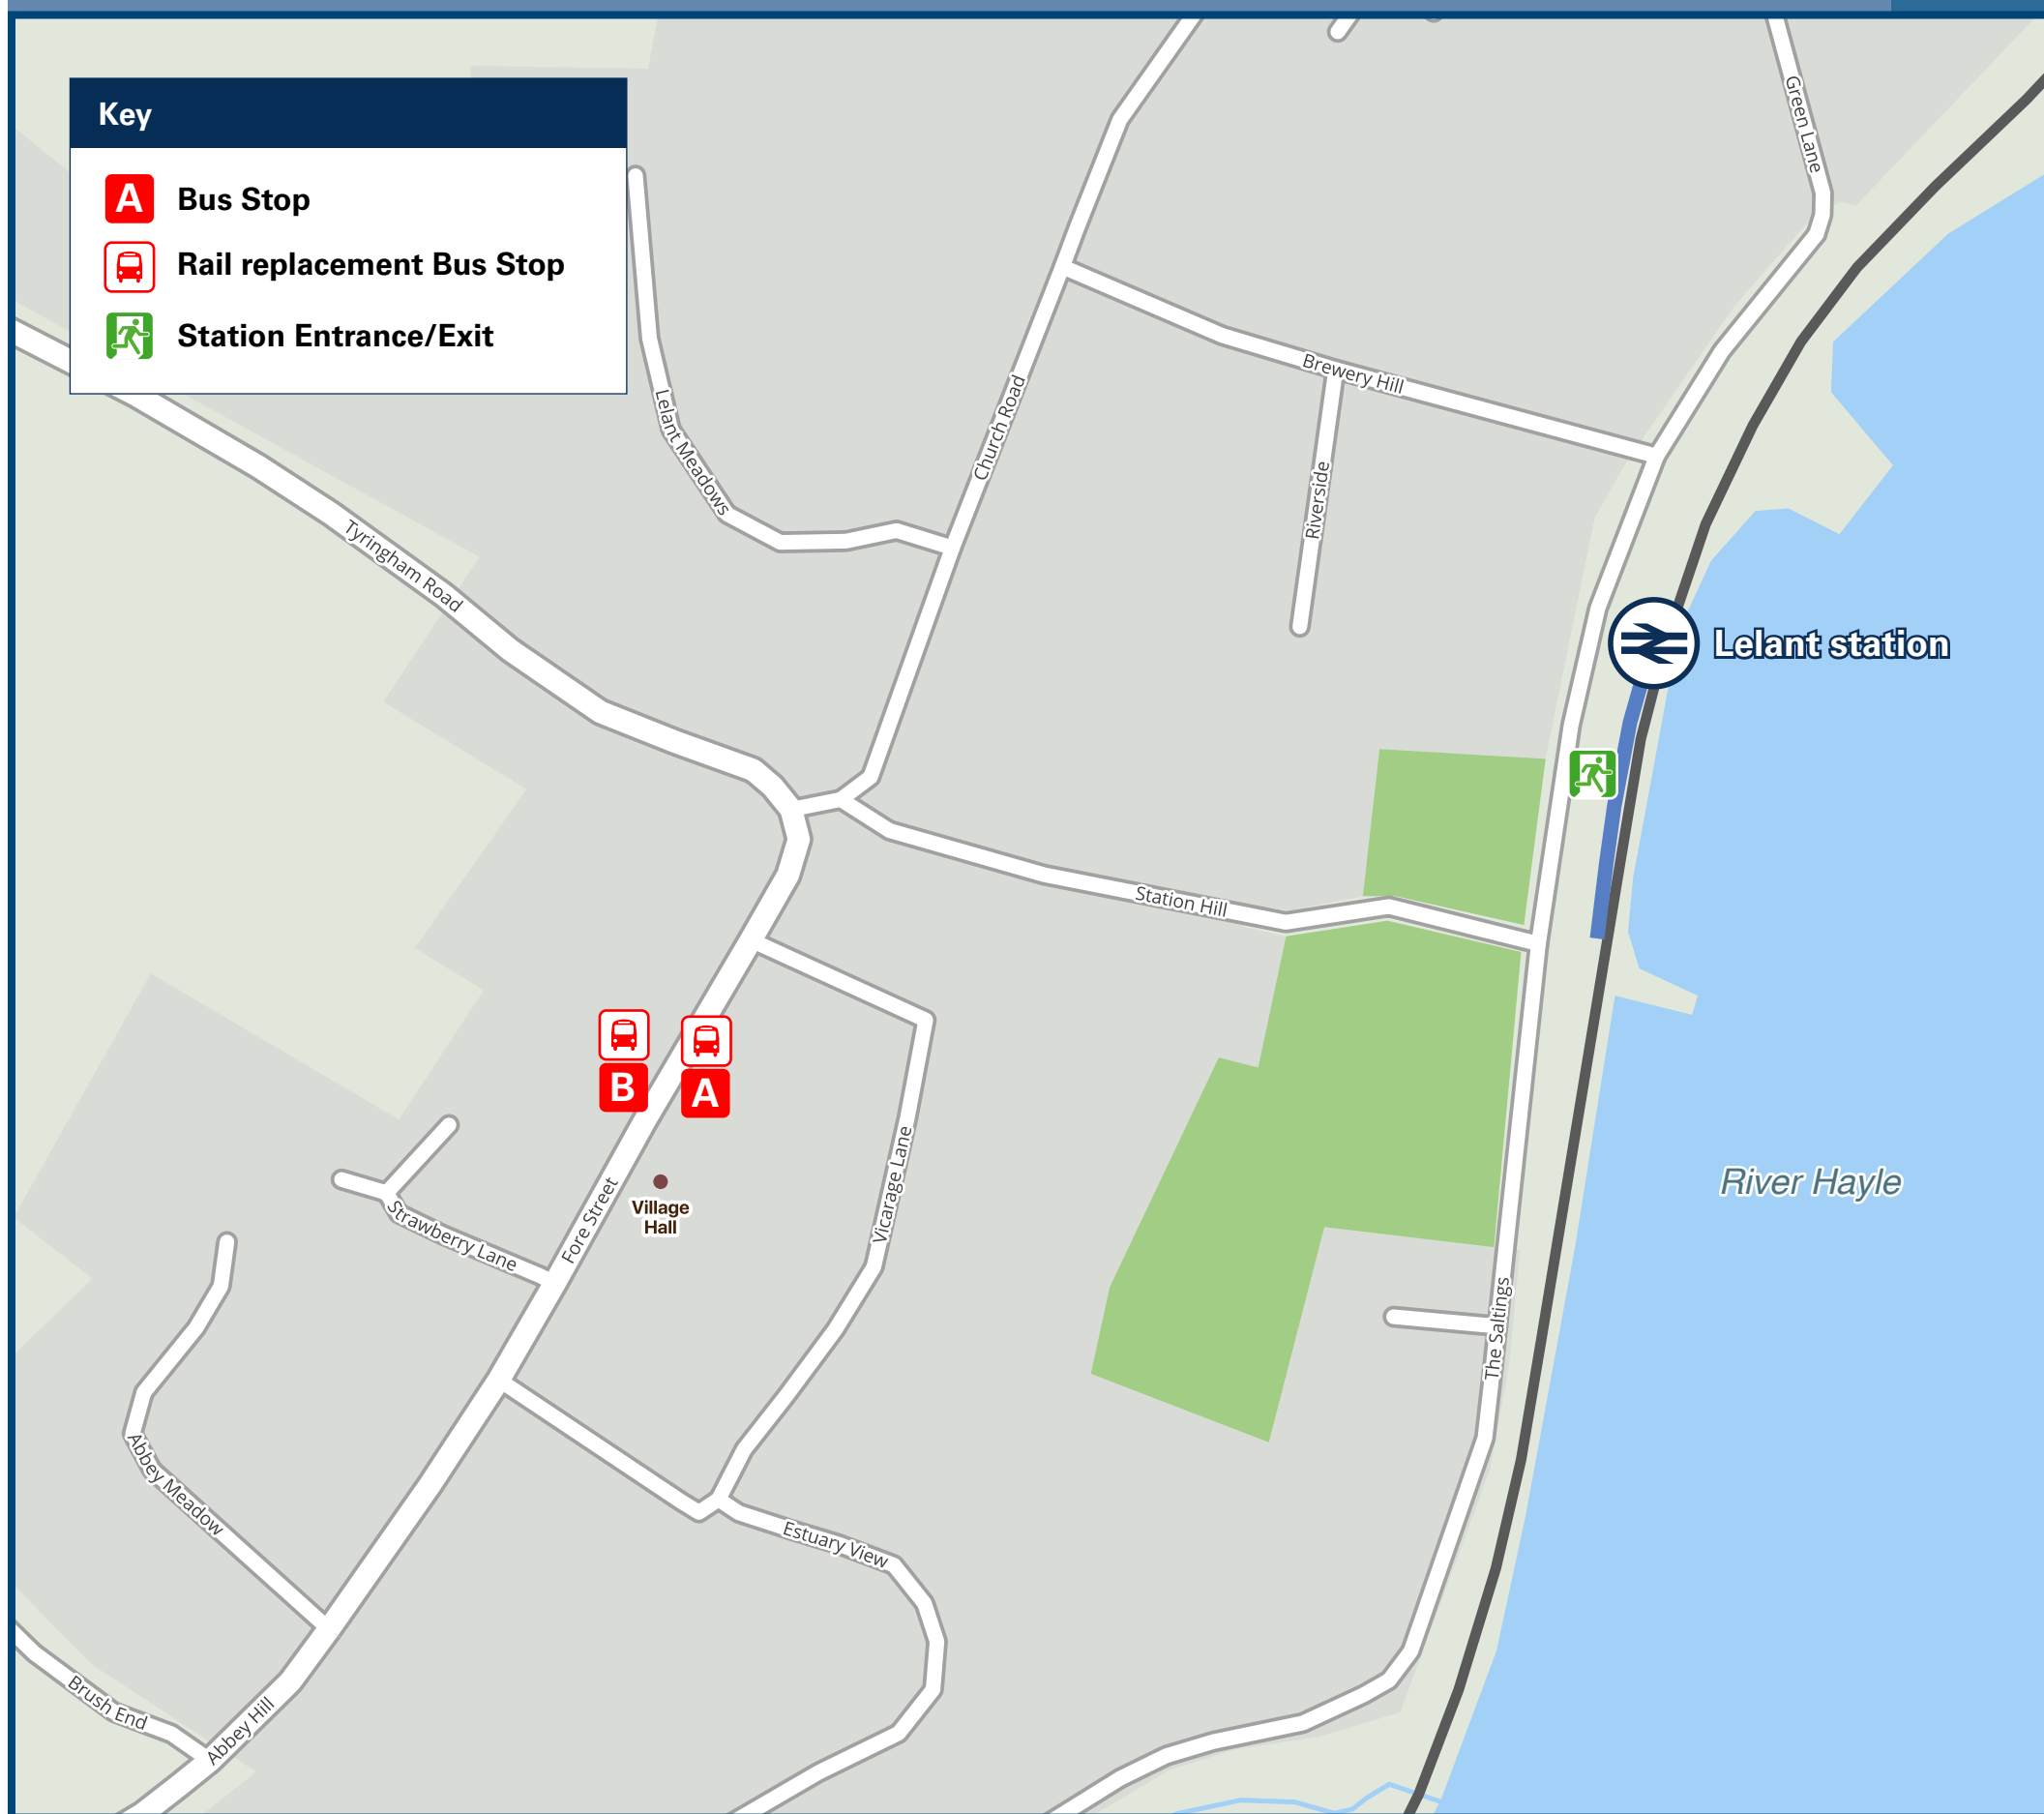 Key
A
Bus Stop
Rail replacement Bus Stop
Station Entrance/Exit
Green Lane
Brewery Hill
Church Road
Lelant Meadows
Riverside
Tyringham Road
Lelant station
Station Hill
B
A
Vicarage Lane
Village
Hall
Fore Street
Strawberry Lane
River Hayle
The Saltings
Abbey Meadow
Estuary View
Brush End
Abbey Hill